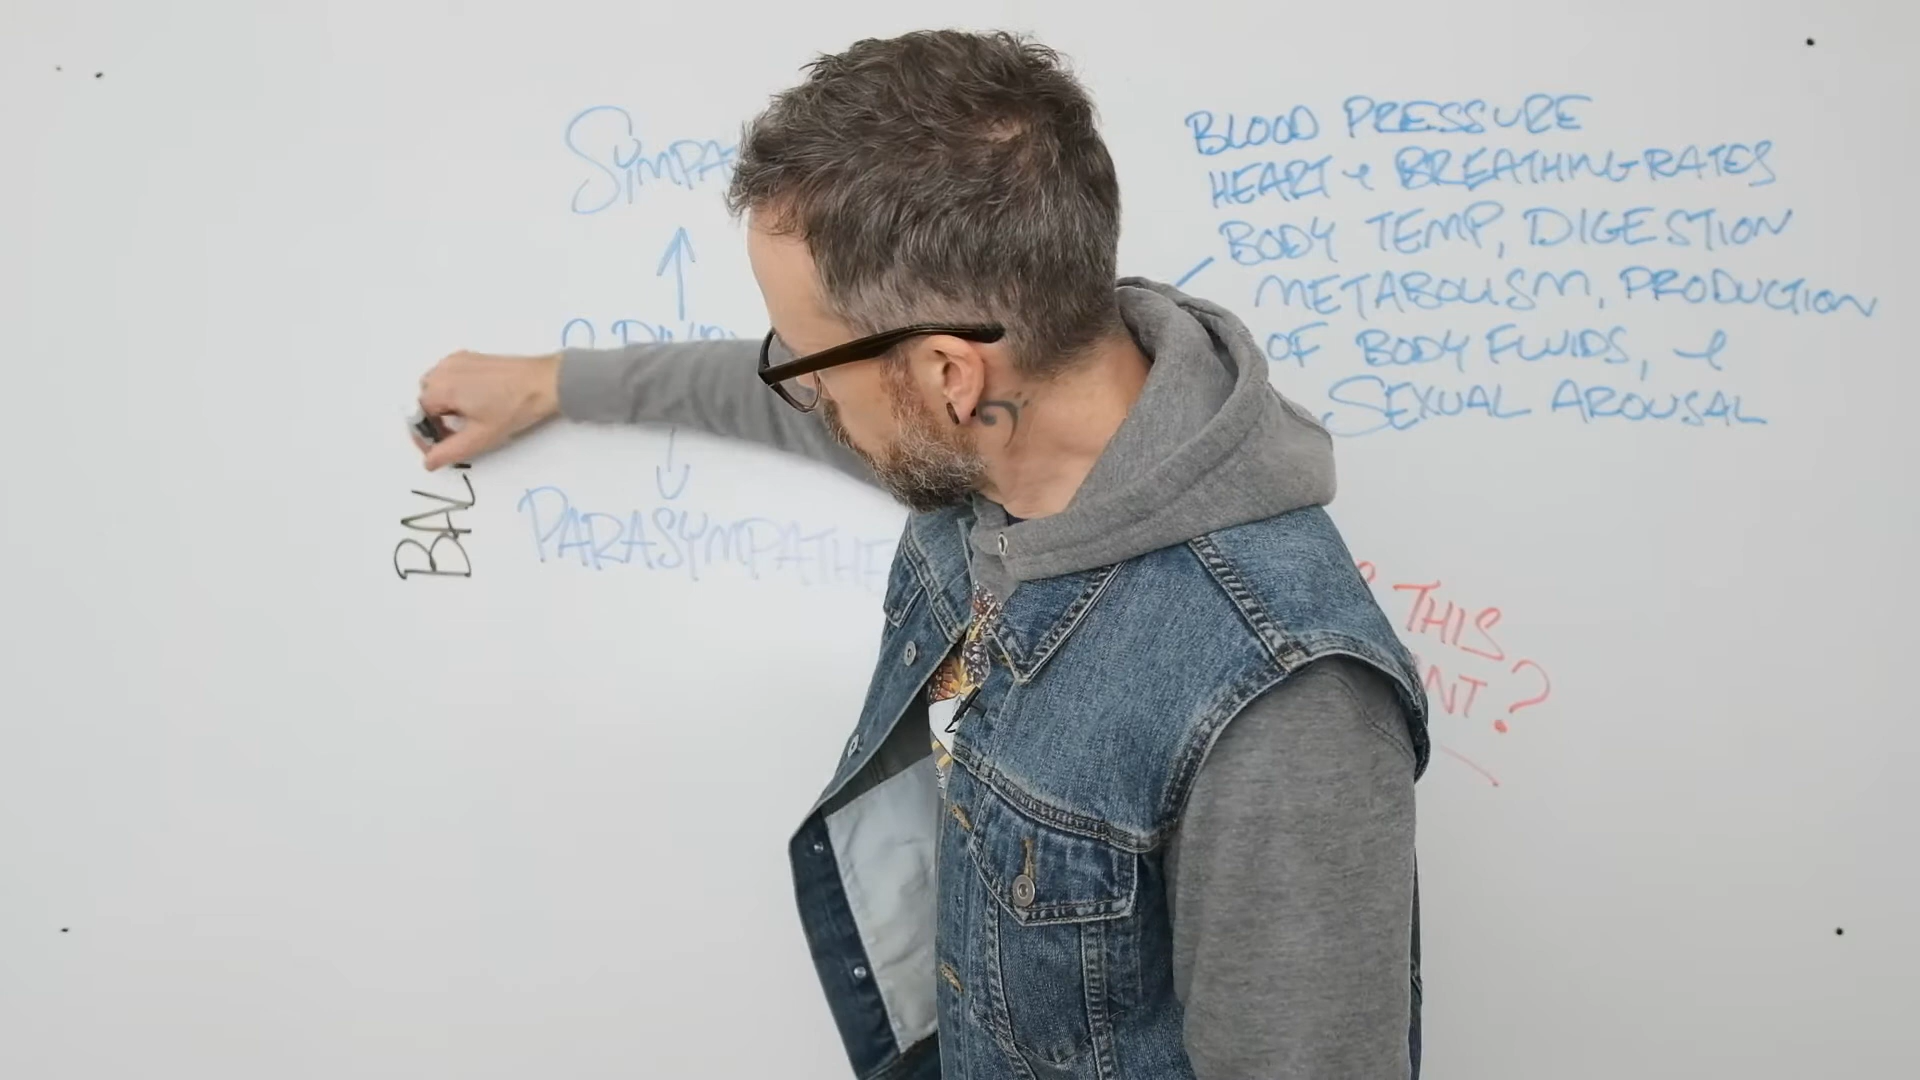 BLOOD PRESSURE
HEART & BREATHING RATES
BODY TEMP, DIGESTION
METABOLISM, PRODUCTION
OF BODY FLUIDS, &
SEXUAL AROUSAL
SYMPA
PARASYMPATHE
BAL
THIS
NT?